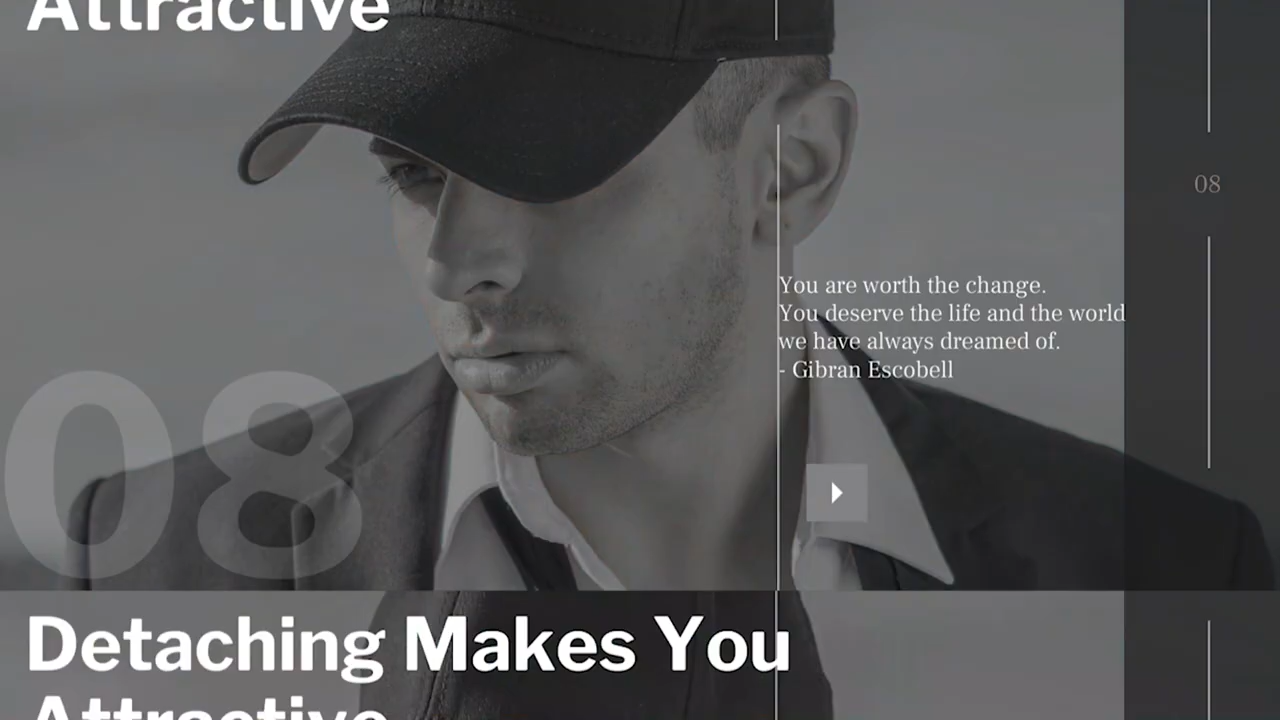 Attractive
08
You are worth the change.
You deserve the life and the world
we have always dreamed of.
- Gibran Escobell
08
Detaching Makes You
Attractive